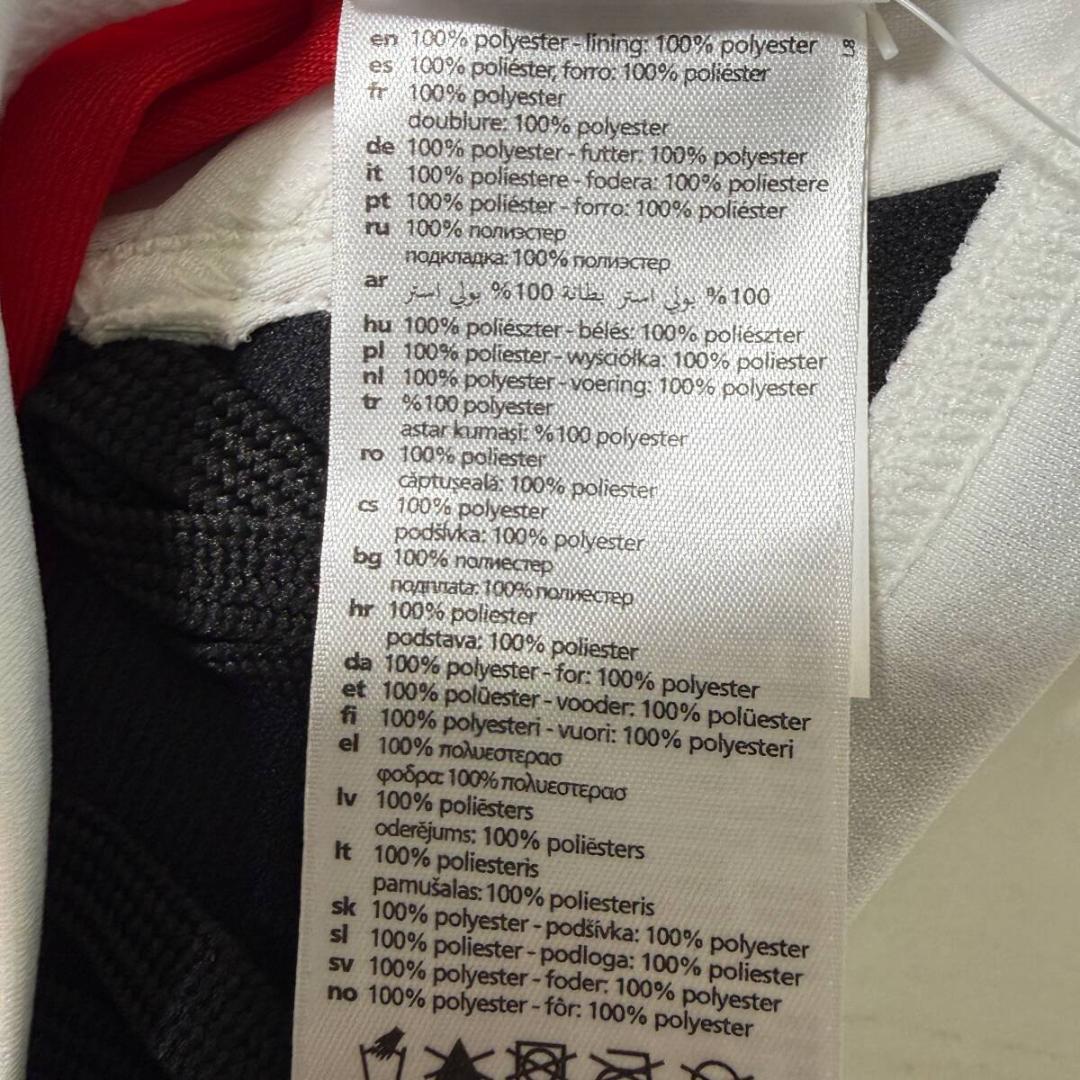 en 100% polyester - lining: 100% polyester
es 100% poliéster, forro: 100% poliéster
fr 100% polyester
doublure: 100% polyester
de 100% polyester - futter: 100% polyester
it 100% poliestere - fodera: 100% poliestere
pt 100% poliéster - forro: 100% poliéster
ru 100% полиэстер
подкладка: 100% полиэстер
ar 100% بولي استر بطانة 100% بولي استر
hu 100% poliészter - bélés: 100% poliészter
pl 100% poliester - wyściółka: 100% poliester
nl 100% polyester - voering: 100% polyester
tr %100 polyester
astar kumasi: %100 polyester
ro 100% poliester
căptuşeală: 100% poliester
cs 100% polyester
podšívka: 100% polyester
bg 100% полиестер
подплата: 100% полиестер
hr 100% poliester
podstava: 100% poliester
da 100% polyester - for: 100% polyester
et 100% polüester - vooder: 100% polüester
fi 100% polyesteri - vuori: 100% polyesteri
el 100% πολυεστερασ
φοδρα: 100% πολυεστερασ
lv 100% poliēsters
oderējums: 100% poliēsters
lt 100% poliesteris
pamušalas: 100% poliesteris
sk 100% polyester - podšívka: 100% polyester
sl 100% poliester - podloga: 100% poliester
sv 100% polyester - foder: 100% polyester
no 100% polyester - fôr: 100% polyester